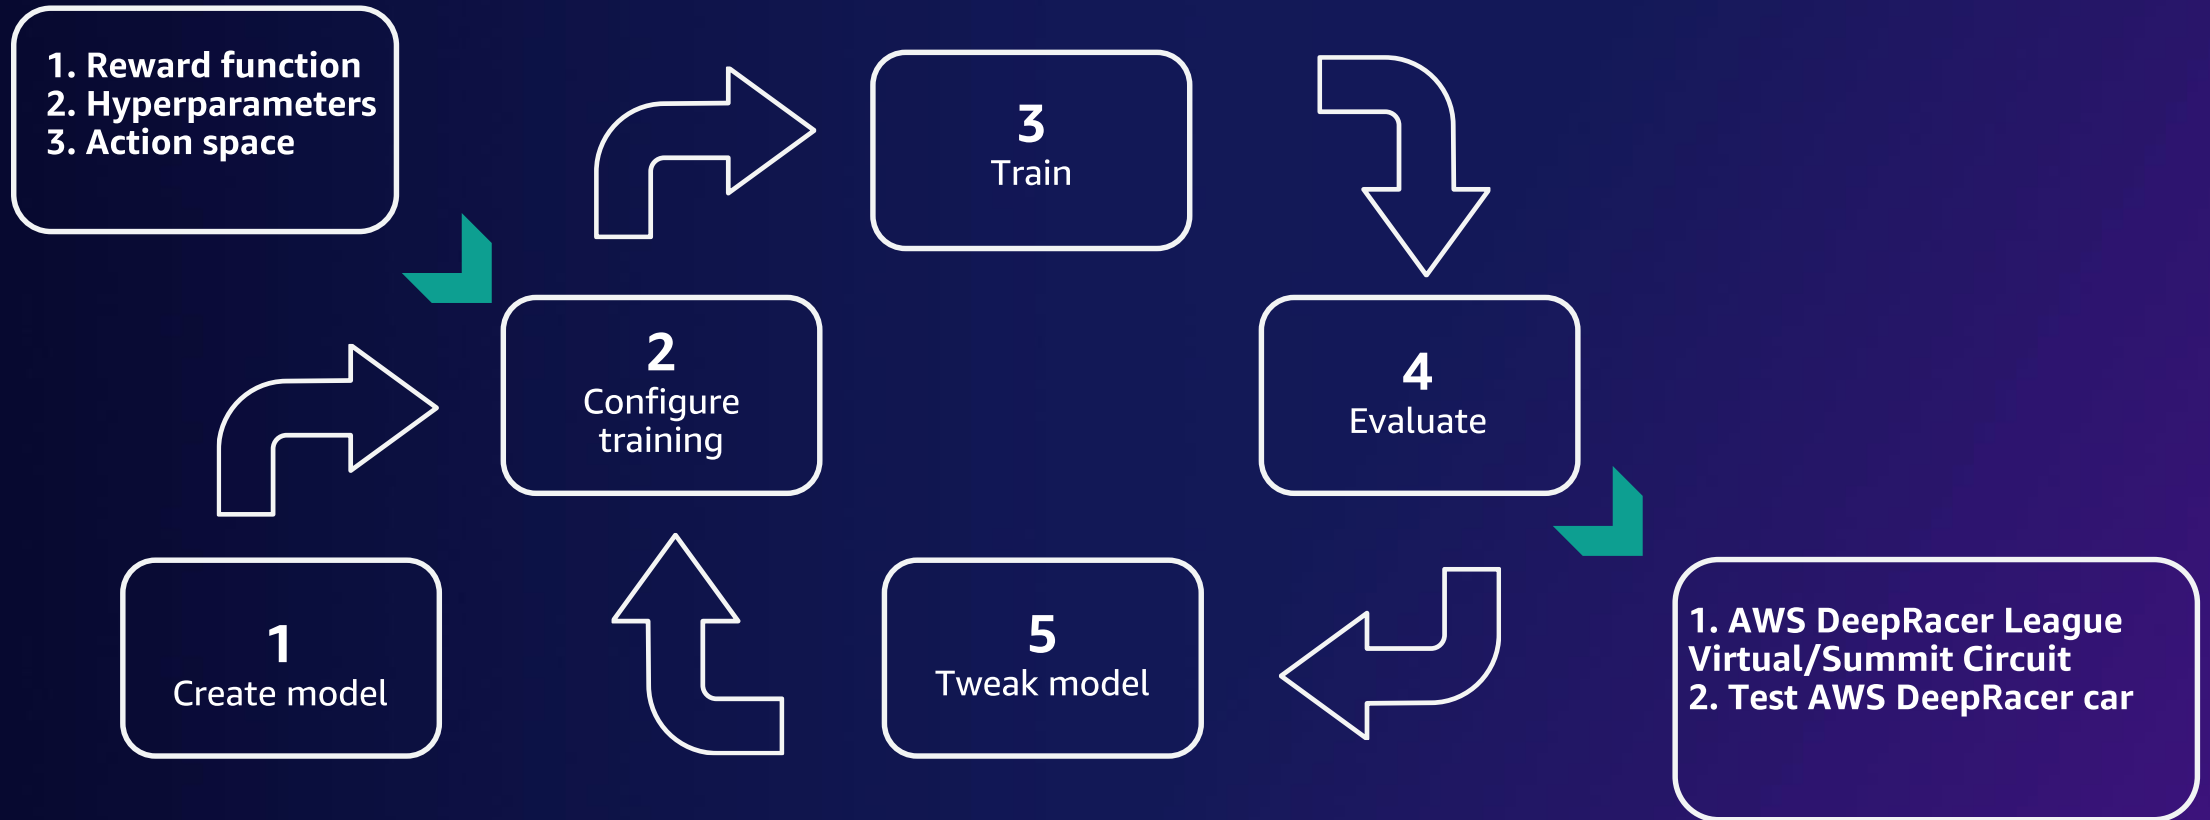 1. Reward function
2. Hyperparameters
3. Action space
3
Train
2
Configure
training
4
Evaluate
1
Create model
5
Tweak model
1. AWS DeepRacer League
Virtual/Summit Circuit
2. Test AWS DeepRacer car